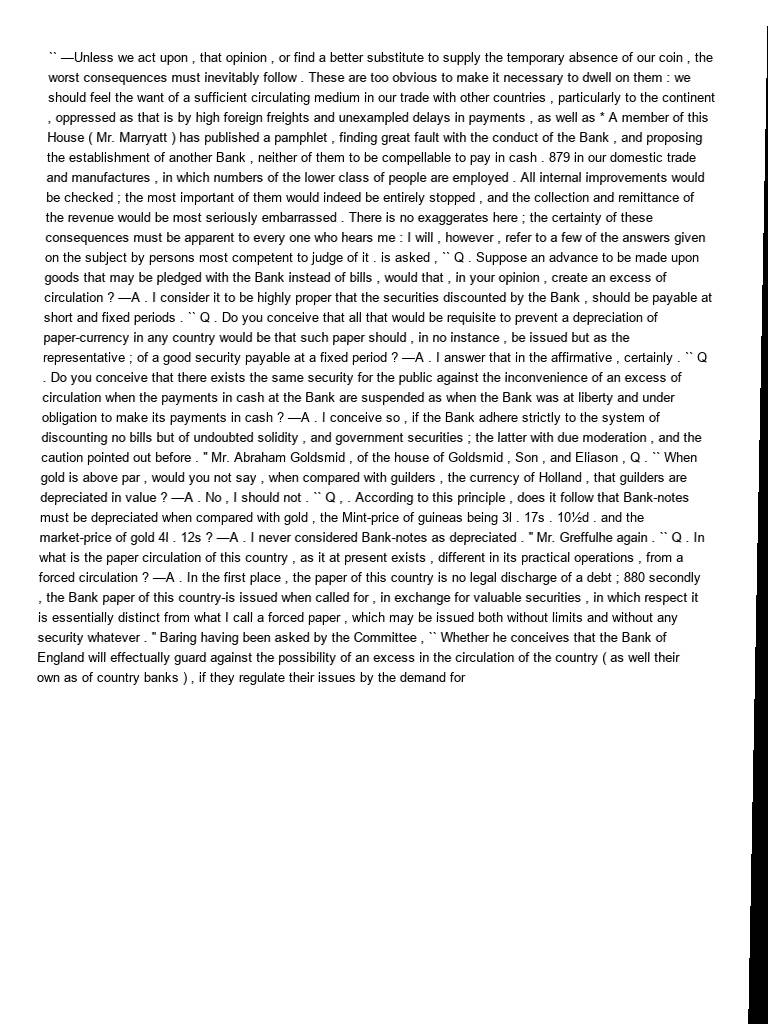 `` —Unless we act upon , that opinion , or find a better substitute to supply the temporary absence of our coin , the
worst consequences must inevitably follow . These are too obvious to make it necessary to dwell on them : we
should feel the want of a sufficient circulating medium in our trade with other countries , particularly to the continent
, oppressed as that is by high foreign freights and unexampled delays in payments , as well as * A member of this
House ( Mr. Marryatt ) has published a pamphlet , finding great fault with the conduct of the Bank , and proposing
the establishment of another Bank , neither of them to be compellable to pay in cash . 879 in our domestic trade
and manufactures , in which numbers of the lower class of people are employed . All internal improvements would
be checked ; the most important of them would indeed be entirely stopped , and the collection and remittance of
the revenue would be most seriously embarrassed . There is no exaggerates here ; the certainty of these
consequences must be apparent to every one who hears me : I will , however , refer to a few of the answers given
on the subject by persons most competent to judge of it . is asked , `` Q . Suppose an advance to be made upon
goods that may be pledged with the Bank instead of bills , would that , in your opinion , create an excess of
circulation ? —A . I consider it to be highly proper that the securities discounted by the Bank , should be payable at
short and fixed periods . `` Q . Do you conceive that all that would be requisite to prevent a depreciation of
paper-currency in any country would be that such paper should , in no instance , be issued but as the
representative ; of a good security payable at a fixed period ? —A . I answer that in the affirmative , certainly . `` Q
. Do you conceive that there exists the same security for the public against the inconvenience of an excess of
circulation when the payments in cash at the Bank are suspended as when the Bank was at liberty and under
obligation to make its payments in cash ? —A . I conceive so , if the Bank adhere strictly to the system of
discounting no bills but of undoubted solidity , and government securities ; the latter with due moderation , and the
caution pointed out before . " Mr. Abraham Goldsmid , of the house of Goldsmid , Son , and Eliason , Q . `` When
gold is above par , would you not say , when compared with guilders , the currency of Holland , that guilders are
depreciated in value ? —A . No , I should not . `` Q , . According to this principle , does it follow that Bank-notes
must be depreciated when compared with gold , the Mint-price of guineas being 3l . 17s . 10½d . and the
market-price of gold 4l . 12s ? —A . I never considered Bank-notes as depreciated . " Mr. Greffulhe again . `` Q . In
what is the paper circulation of this country , as it at present exists , different in its practical operations , from a
forced circulation ? —A . In the first place , the paper of this country is no legal discharge of a debt ; 880 secondly
, the Bank paper of this country-is issued when called for , in exchange for valuable securities , in which respect it
is essentially distinct from what I call a forced paper , which may be issued both without limits and without any
security whatever . " Baring having been asked by the Committee , `` Whether he conceives that the Bank of
England will effectually guard against the possibility of an excess in the circulation of the country ( as well their
own as of country banks ) , if they regulate their issues by the demand for